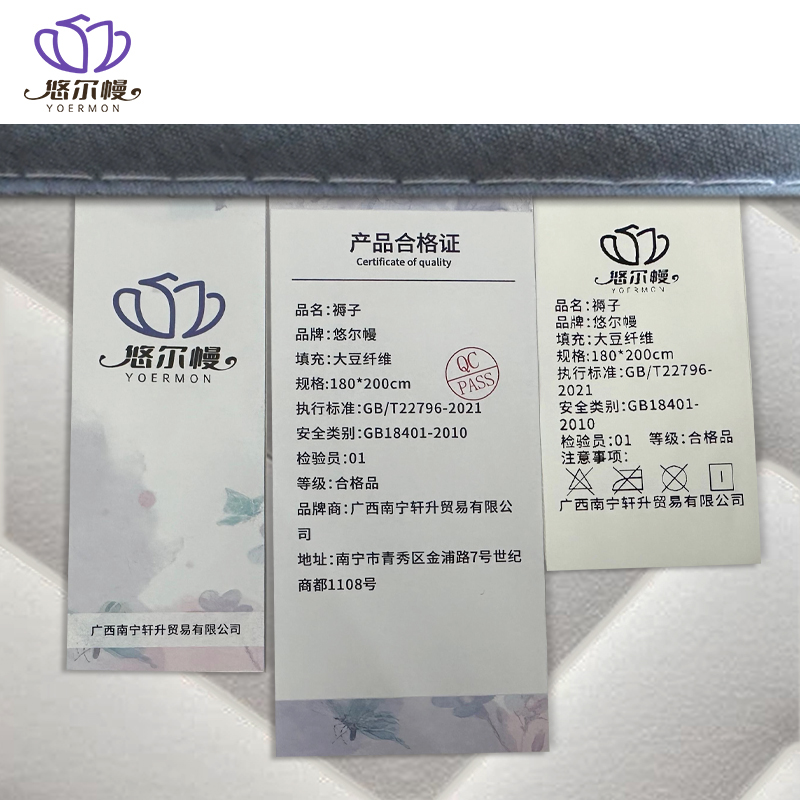 悠尔幔
YOERMON
悠尔幔
YOERMON
广西南宁轩升贸易有限公司
产品合格证
Certificate of quality
品名:褥子
品牌:悠尔幔
填充:大豆纤维
规格:180*200cm
执行标准:GB/T22796-2021
安全类别:GB18401-2010
检验员:01
等级:合格品
品牌商:广西南宁轩升贸易有限公
司
地址:南宁市青秀区金浦路7号世纪
商都1108号
QC
PASS
悠尔幔
YOERMON
品名:褥子
品牌:悠尔幔
填充:大豆纤维
规格:180*200cm
执行标准:GB/T22796-
2021
安全类别:GB18401-
2010
检验员:01 等级:合格品
注意事项:
广西南宁轩升贸易有限公司